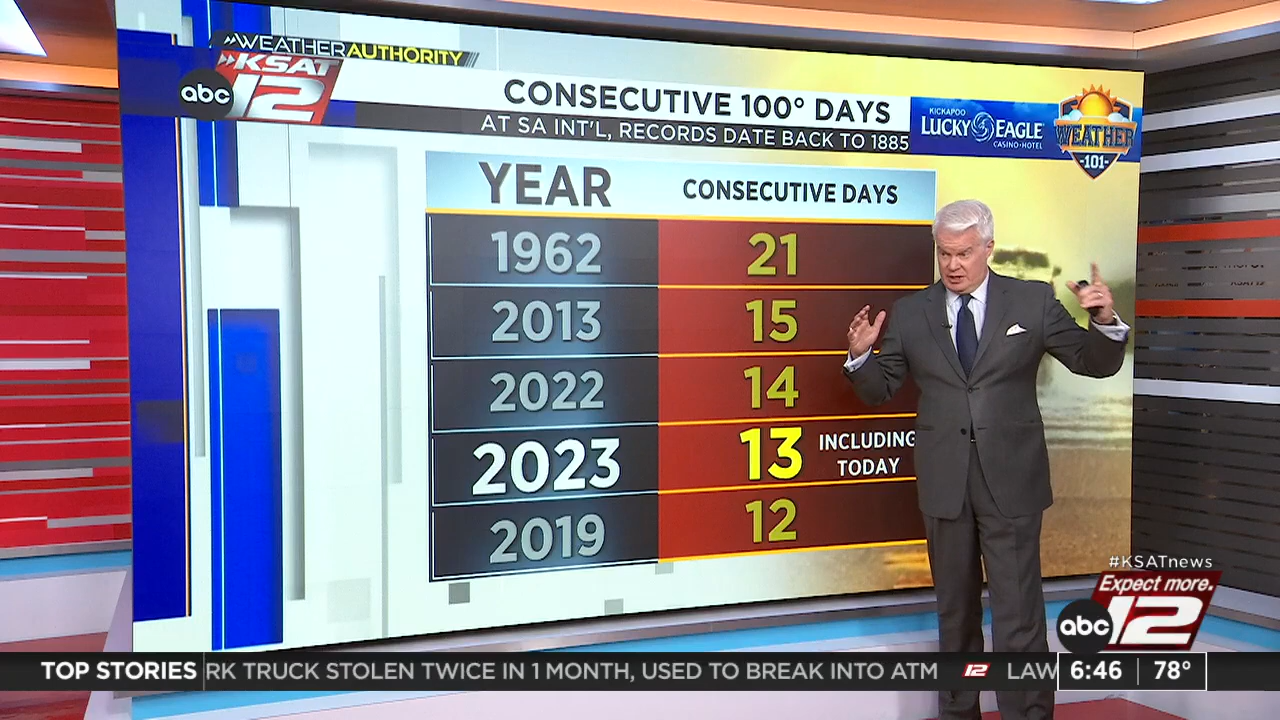 WEATHERAUTHORITY
KSAT
abc 12
CONSECUTIVE 100° DAYS
AT SA INT'L, RECORDS DATE BACK TO 1885
KICKAPOO
LUCKY EAGLE
CASINO·HOTEL
WEATHER
-101-
YEAR CONSECUTIVE DAYS
1962 21
2013 15
2022 14
2023 13 INCLUDING TODAY
2019 12
#KSATnews
Expect more.
abc 12
TOP STORIES RK TRUCK STOLEN TWICE IN 1 MONTH, USED TO BREAK INTO ATM 12 LAW 6:46 78°